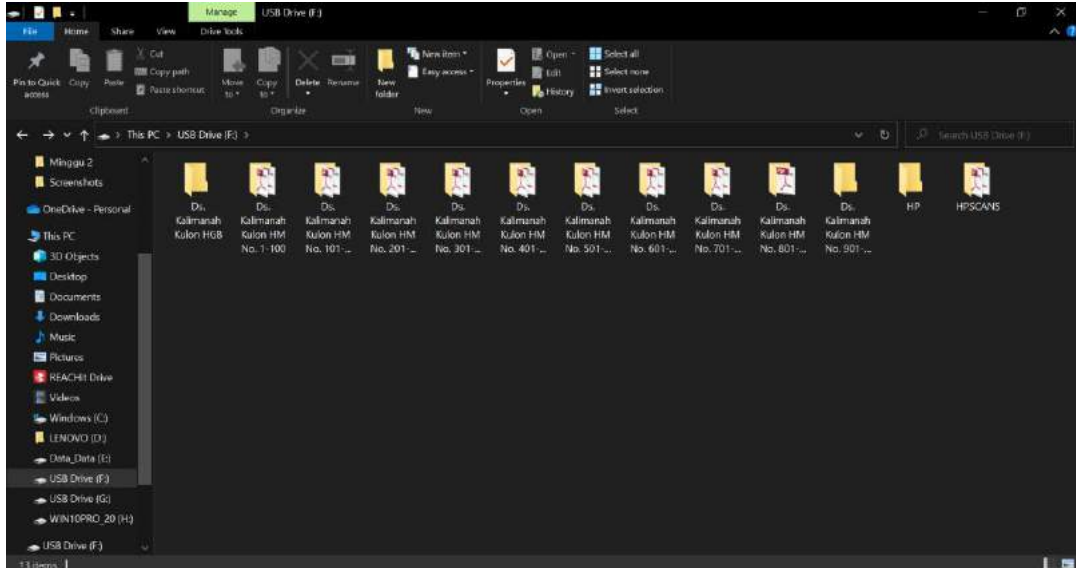 Manage USB Drive (F:)
File Home Share View Drive Tools
Pin to Quick access
Copy
Paste
Cut
Copy path
Paste shortcut
Clipboard
Move to
Copy to
Delete
Rename
Organize
New folder
New item
Easy access
New
Properties
Open
Edit
History
Open
Select all
Select none
Invert selection
Select
This PC > USB Drive (F:) >
Search USB Drive (F:)
Minggu 2
Screenshots
OneDrive - Personal
This PC
3D Objects
Desktop
Documents
Downloads
Music
Pictures
REACHit Drive
Videos
Windows (C:)
LENOVO (D:)
Data_Data (E:)
USB Drive (F:)
USB Drive (G:)
WIN10PRO_20 (H:)
USB Drive (F:)
Ds. Kalimanah Kulon HGB
Ds. Kalimanah Kulon HM No. 1-100
Ds. Kalimanah Kulon HM No. 101-...
Ds. Kalimanah Kulon HM No. 201-...
Ds. Kalimanah Kulon HM No. 301-...
Ds. Kalimanah Kulon HM No. 401-...
Ds. Kalimanah Kulon HM No. 501-...
Ds. Kalimanah Kulon HM No. 601-...
Ds. Kalimanah Kulon HM No. 701-...
Ds. Kalimanah Kulon HM No. 801-...
Ds. Kalimanah Kulon HM No. 901-...
HP
HPSCANS
13 items